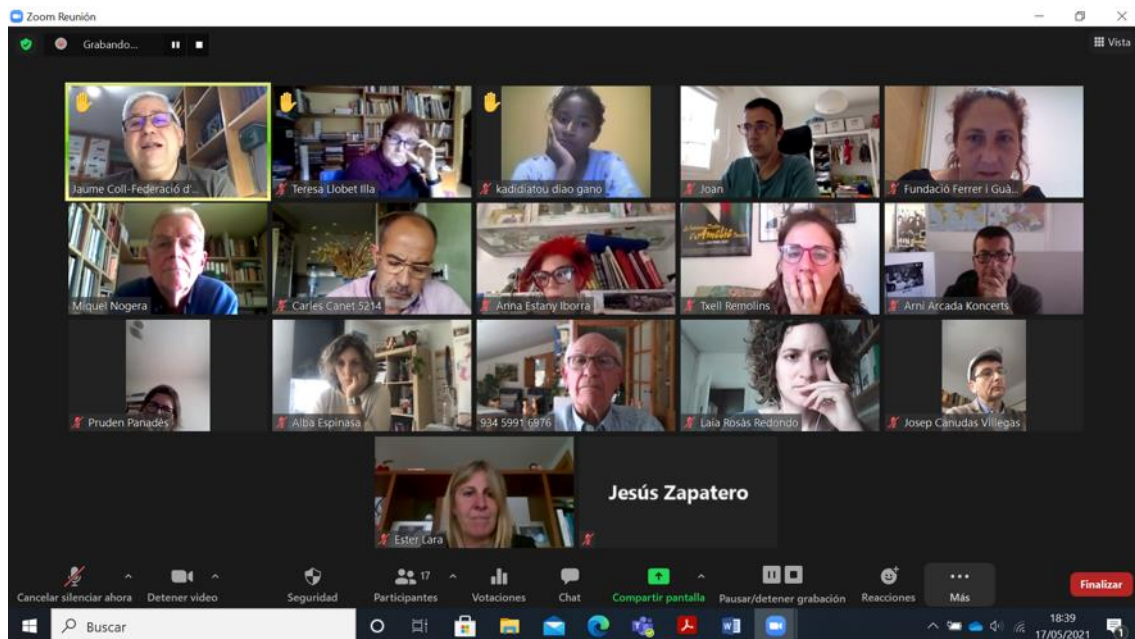 Zoom Reunión
Grabando...
Vista
Jaume Coll-Federació d'...
Teresa Llobet Illa
kadidiatou diao gano
Joan
Fundació Ferrer i Guà...
Miquel Nogera
Carles Canet 5214
Anna Estany Iborra
Txell Remolins
Arni Arcada Koncerts
Pruden Panadès
Alba Espinasa
934 5991 6976
Laia Rosàs Redondo
Josep Canudas Villegas
Ester Lara
Jesús Zapatero
Cancelar silenciar ahora
Detener video
Seguridad
17
Participantes
Votaciones
Chat
Compartir pantalla
Pausar/detener grabación
Reacciones
Más
Finalizar
Buscar
18:39
17/05/2021
1